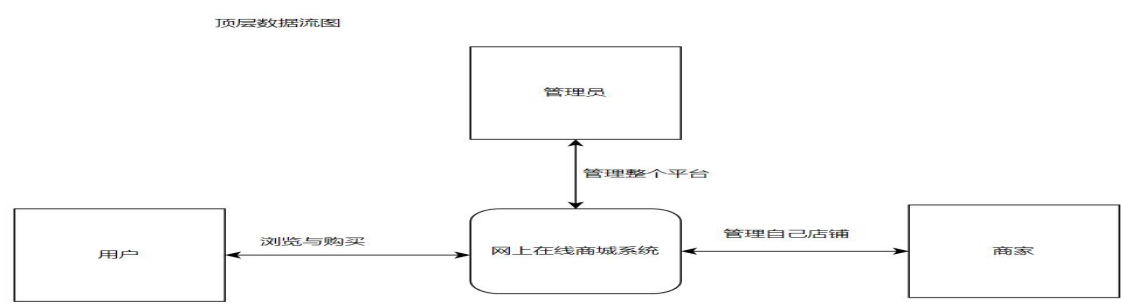 顶层数据流图
管理员
管理整个平台
用户
浏览与购买
网上在线商城系统
管理自己店铺
商家